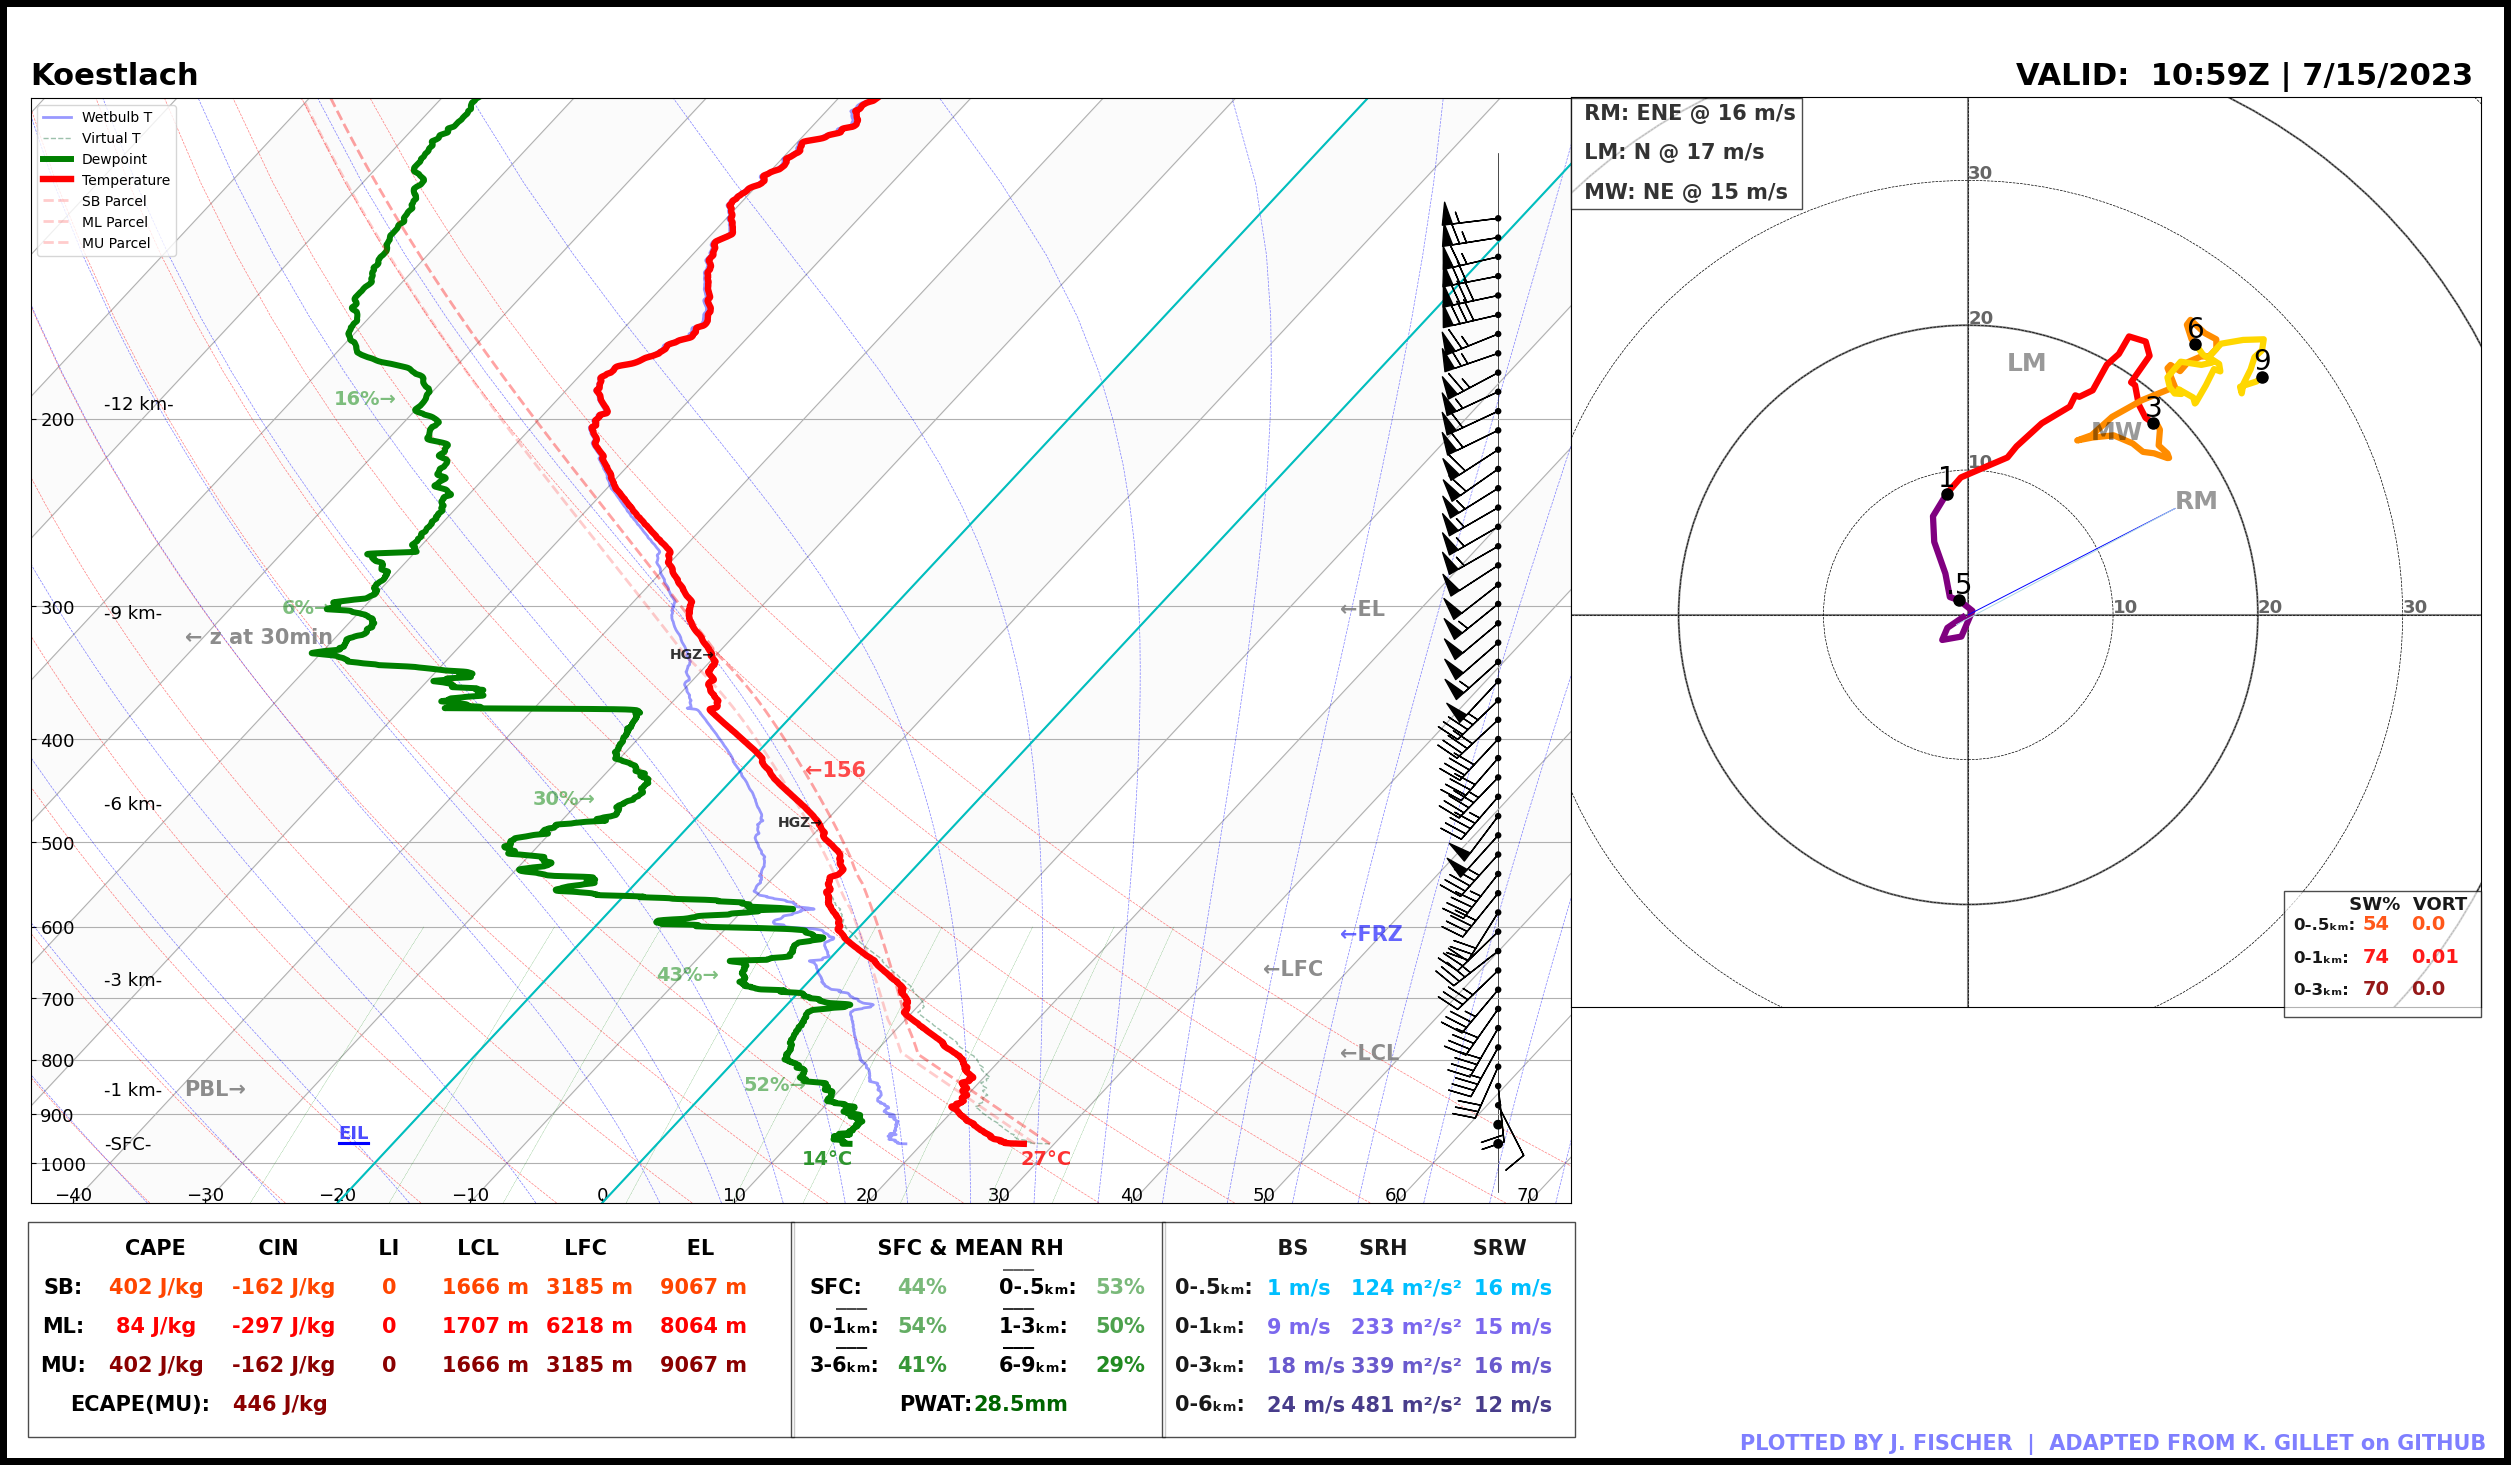 Koestlach
VALID:  10:59Z | 7/15/2023
Wetbulb T
Virtual T
Dewpoint
Temperature
SB Parcel
ML Parcel
MU Parcel
16%→
-12 km-
200
6%→
300
-9 km-
← z at 30min
HGZ→
←EL
400
←156
30%→
-6 km-
HGZ→
500
600
←FRZ
43%→
-3 km-
←LFC
700
800
←LCL
52%→
PBL→
-1 km-
900
EIL
-SFC-
14°C
27°C
1000
−40 −30 −20 −10 0 10 20 30 40 50 60 70
RM: ENE @ 16 m/s
LM: N @ 17 m/s
MW: NE @ 15 m/s
30
20
6
LM
9
3
MW
10
1
RM
.5
10 20 30
SW% VORT
0-.5km: 54 0.0
0-1km: 74 0.01
0-3km: 70 0.0
CAPE CIN LI LCL LFC EL
SB: 402 J/kg -162 J/kg 0 1666 m 3185 m 9067 m
ML: 84 J/kg -297 J/kg 0 1707 m 6218 m 8064 m
MU: 402 J/kg -162 J/kg 0 1666 m 3185 m 9067 m
ECAPE(MU): 446 J/kg
SFC & MEAN RH
SFC: 44% 0-.5km: 53%
0-1km: 54% 1-3km: 50%
3-6km: 41% 6-9km: 29%
PWAT: 28.5mm
BS SRH SRW
0-.5km: 1 m/s 124 m²/s² 16 m/s
0-1km: 9 m/s 233 m²/s² 15 m/s
0-3km: 18 m/s 339 m²/s² 16 m/s
0-6km: 24 m/s 481 m²/s² 12 m/s
PLOTTED BY J. FISCHER | ADAPTED FROM K. GILLET on GITHUB